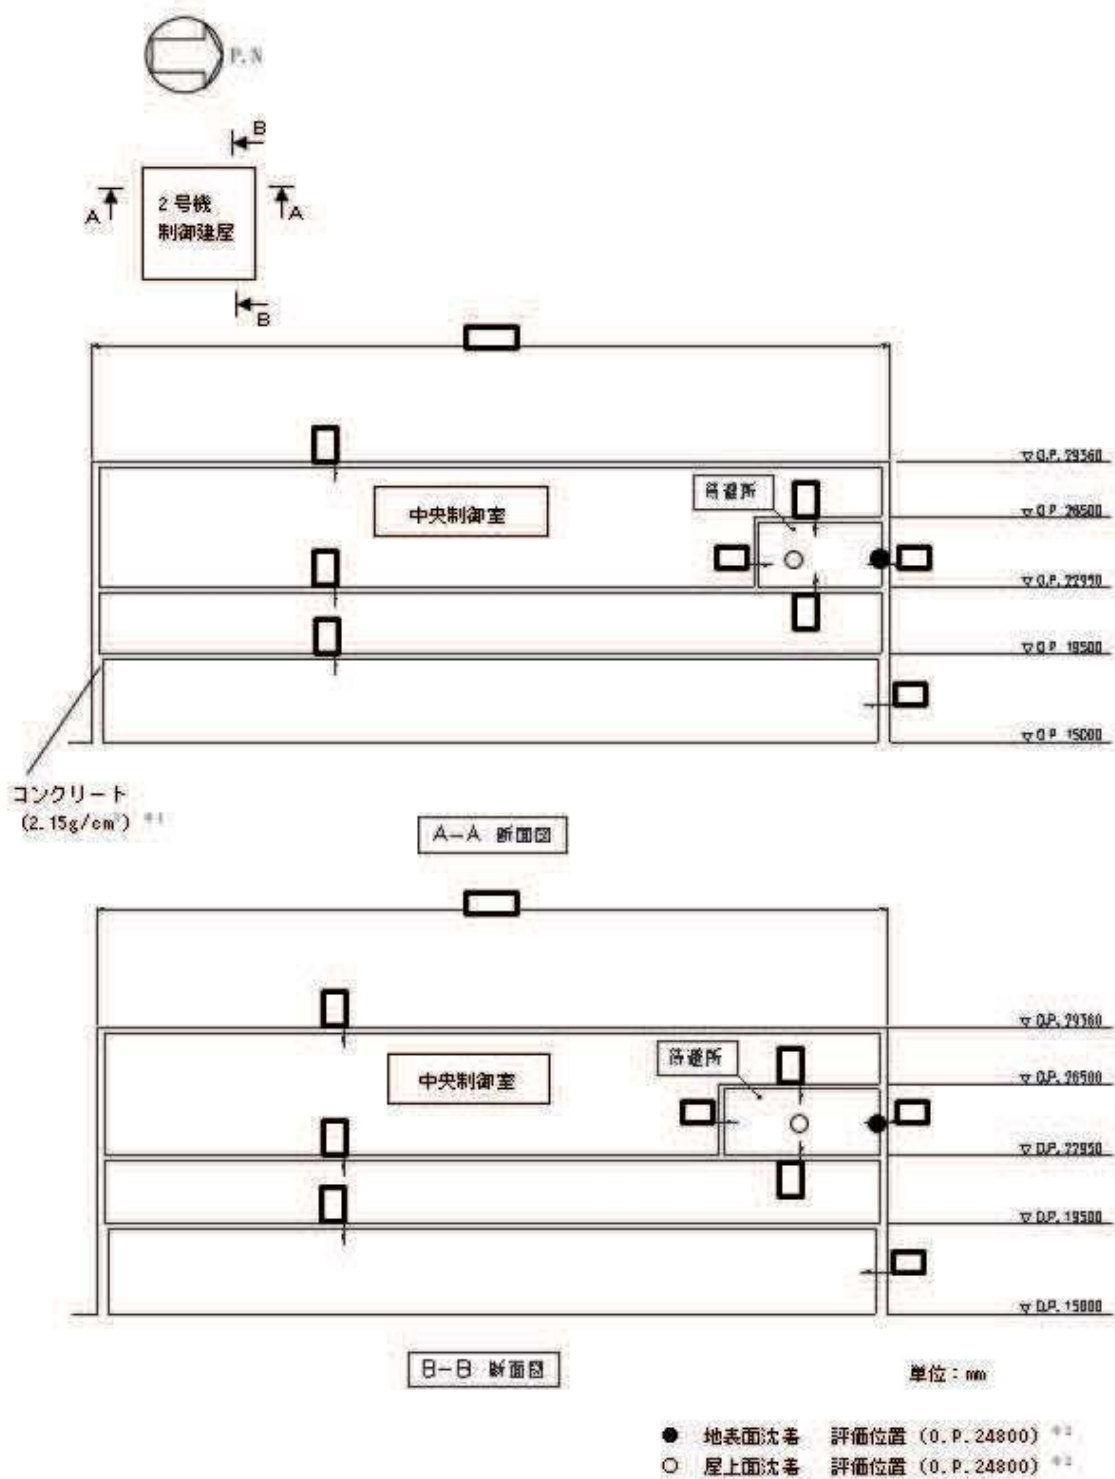 P.N
B
A
A
2号機
制御建屋
B
▽O.P. 29360
待避所
中央制御室
▽O.P. 26500
▽O.P. 22950
▽O.P. 19500
▽O.P. 15000
コンクリート
(2.15g/cm³)
A-A 断面図
▽O.P. 29360
待避所
中央制御室
▽O.P. 26500
▽O.P. 22950
▽O.P. 19500
B-B 断面図
単位：mm
● 地表面沈着 評価位置 (O.P.24800)
○ 屋上面沈着 評価位置 (O.P.24800)